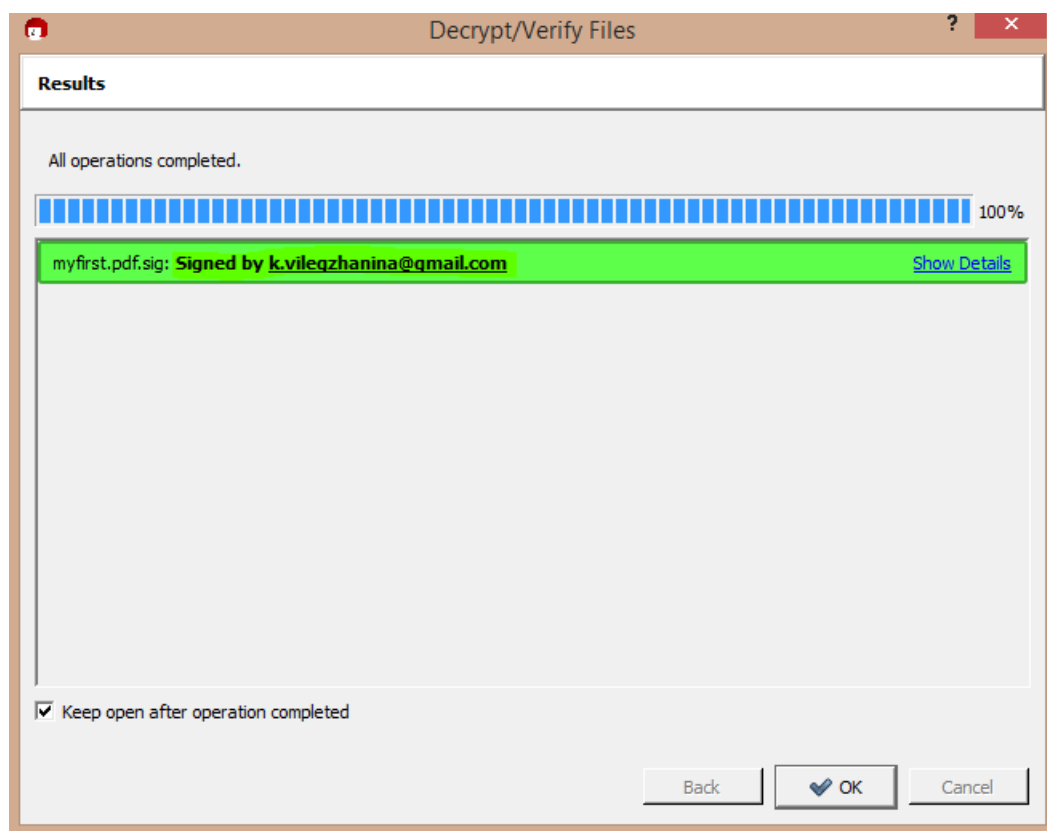 Decrypt/Verify Files
?
Results
All operations completed.
100%
myfirst.pdf.sig: Signed by k.vilegzhanina@gmail.com Show Details
Keep open after operation completed
Back OK Cancel